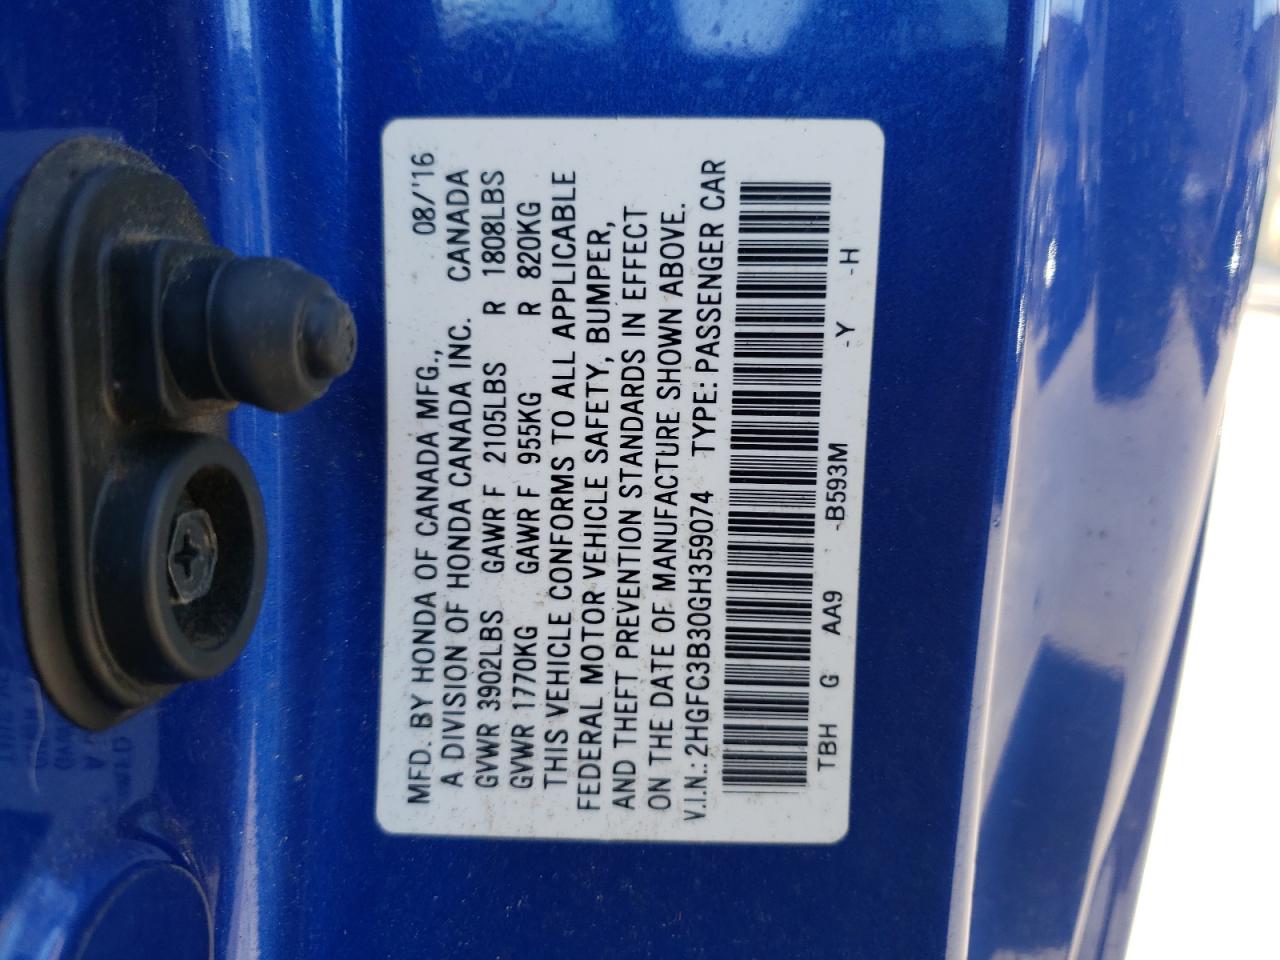 MFD. BY HONDA OF CANADA MFG., 08/'16
A DIVISION OF HONDA CANADA INC. CANADA
GVWR 3902LBS GAWR F 2105LBS R 1808LBS
GVWR 1770KG GAWR F 955KG R 820KG
THIS VEHICLE CONFORMS TO ALL APPLICABLE
FEDERAL MOTOR VEHICLE SAFETY, BUMPER,
AND THEFT PREVENTION STANDARDS IN EFFECT
ON THE DATE OF MANUFACTURE SHOWN ABOVE.
V.I.N.: 2HGFC3B30GH359074 TYPE: PASSENGER CAR
TBH G AA9 -B593M -Y -H